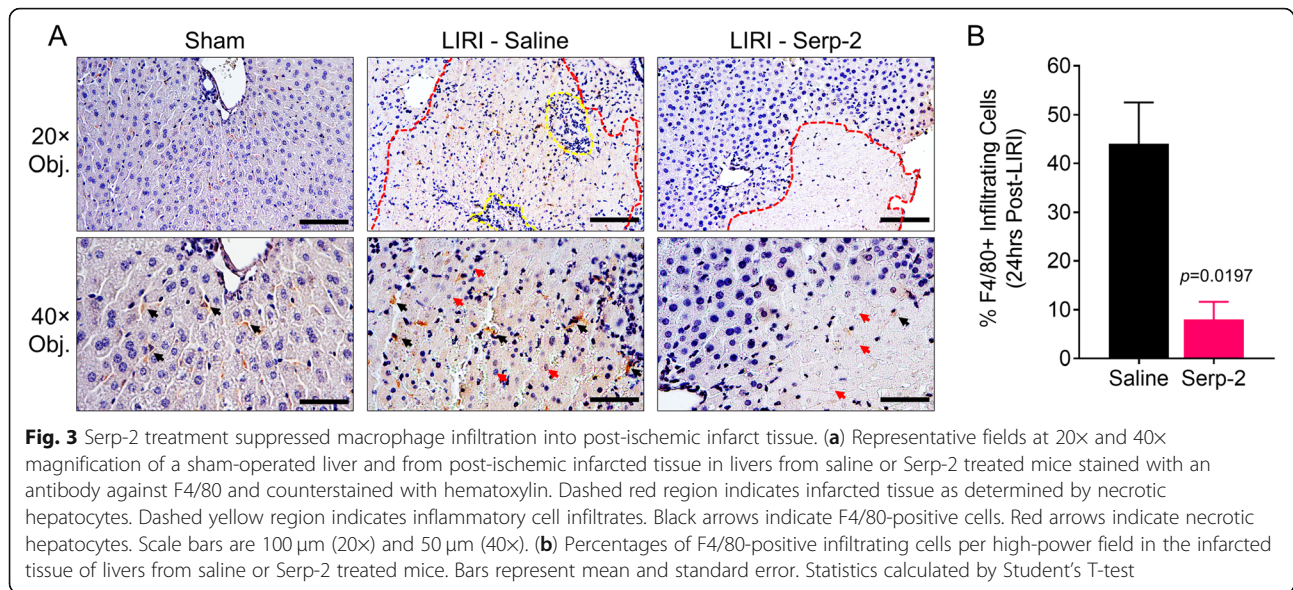 A
Sham
LIRI - Saline
LIRI - Serp-2
20×
Obj.
40×
Obj.
B
% F4/80+ Infiltrating Cells
(24hrs Post-LIRI)
60
50
40
30
20
10
0
p=0.0197
Saline
Serp-2
Fig. 3 Serp-2 treatment suppressed macrophage infiltration into post-ischemic infarct tissue. (a) Representative fields at 20× and 40×
magnification of a sham-operated liver and from post-ischemic infarcted tissue in livers from saline or Serp-2 treated mice stained with an
antibody against F4/80 and counterstained with hematoxylin. Dashed red region indicates infarcted tissue as determined by necrotic
hepatocytes. Dashed yellow region indicates inflammatory cell infiltrates. Black arrows indicate F4/80-positive cells. Red arrows indicate necrotic
hepatocytes. Scale bars are 100 μm (20×) and 50 μm (40×). (b) Percentages of F4/80-positive infiltrating cells per high-power field in the infarcted
tissue of livers from saline or Serp-2 treated mice. Bars represent mean and standard error. Statistics calculated by Student's T-test